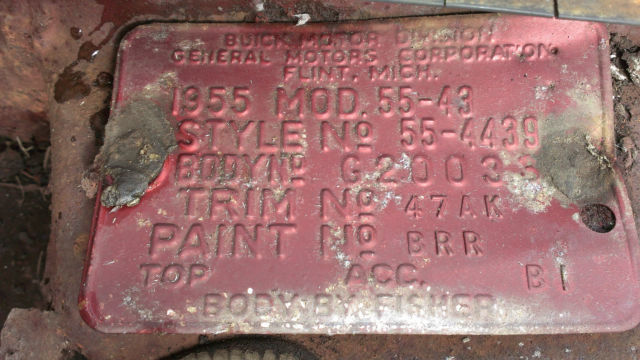 BUICK MOTOR DIVISION
GENERAL MOTORS CORPORATION
FLINT, MICH.
1955 MOD. 55-43
STYLE Nº 55-4439
BODY Nº G20033
TRIM Nº 47AK
PAINT Nº BRR
TOP ACC. B1
BODY BY FISHER